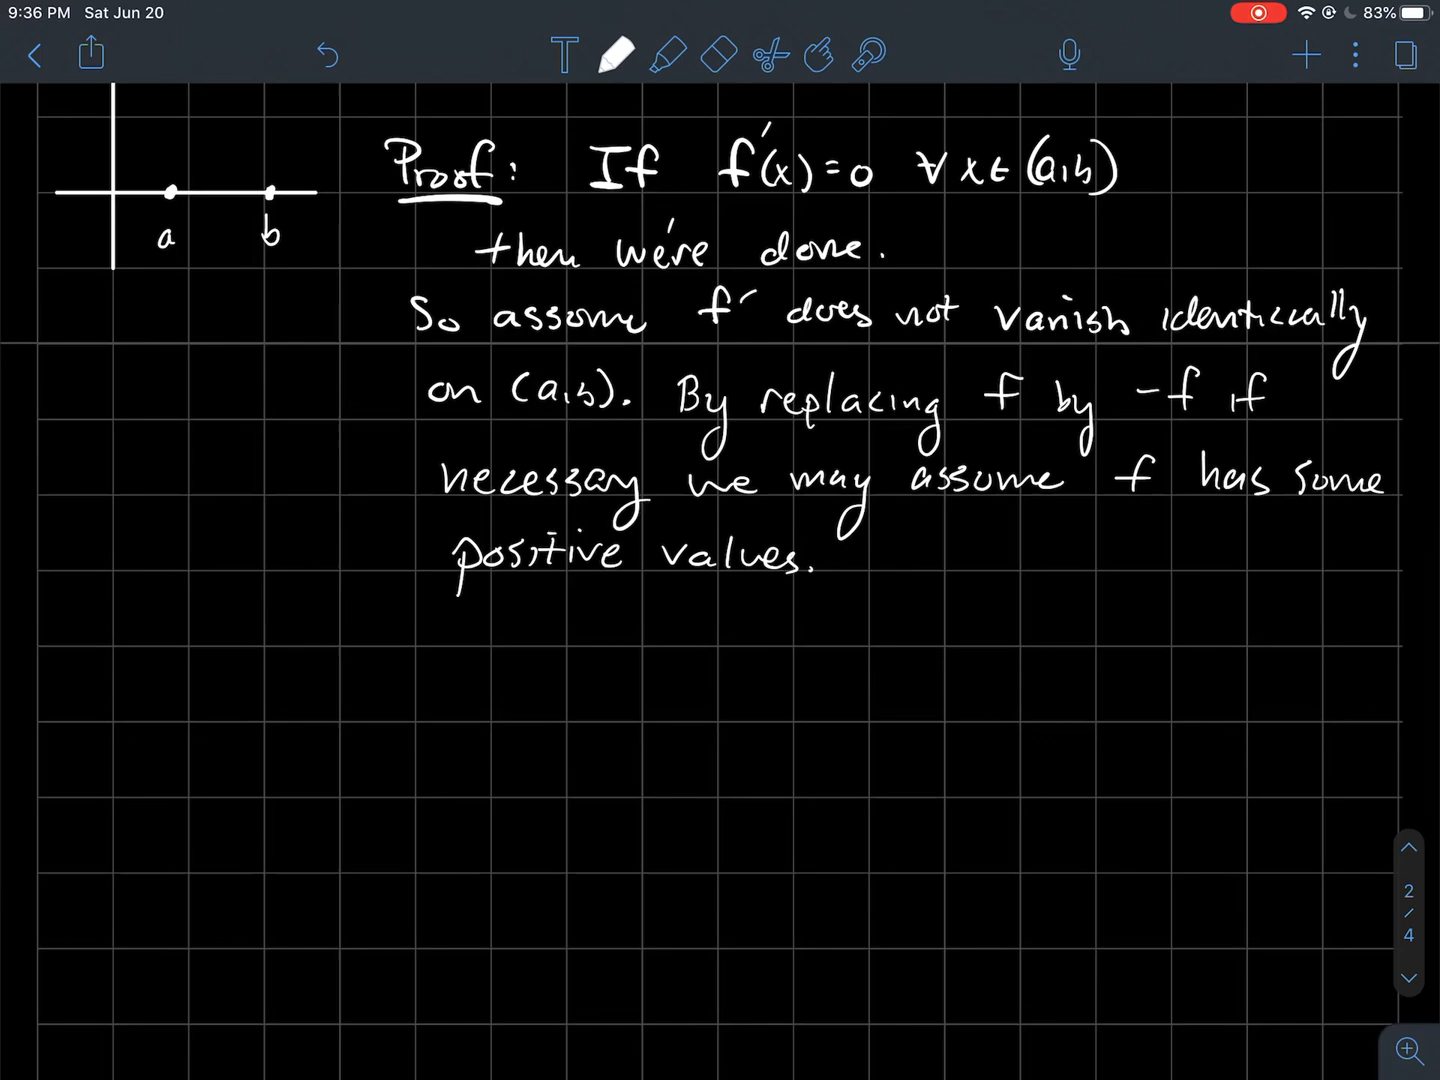 9:36 PM Sat Jun 20
83%
T
Proof: If f'(x)=0 ∀ x ∈ (a,b)
a b
then we're done.
So assume f' does not vanish identically
on (a,b). By replacing f by -f if
necessary we may assume f has some
positive values.
2
/
4